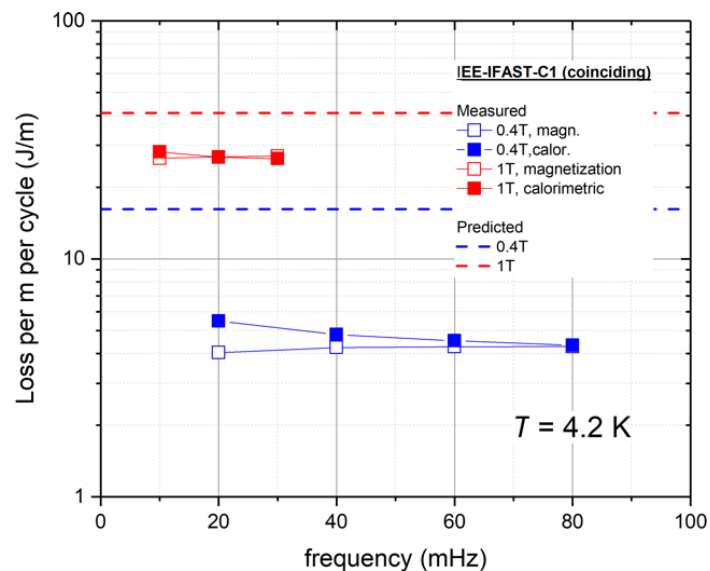 100
10
1
Loss per m per cycle (J/m)
IEE-IFAST-C1 (coinciding)
Measured
0.4T, magn.
0.4T,calor.
1T, magnetization
1T, calorimetric
Predicted
0.4T
1T
T = 4.2 K
0 20 40 60 80 100
frequency (mHz)